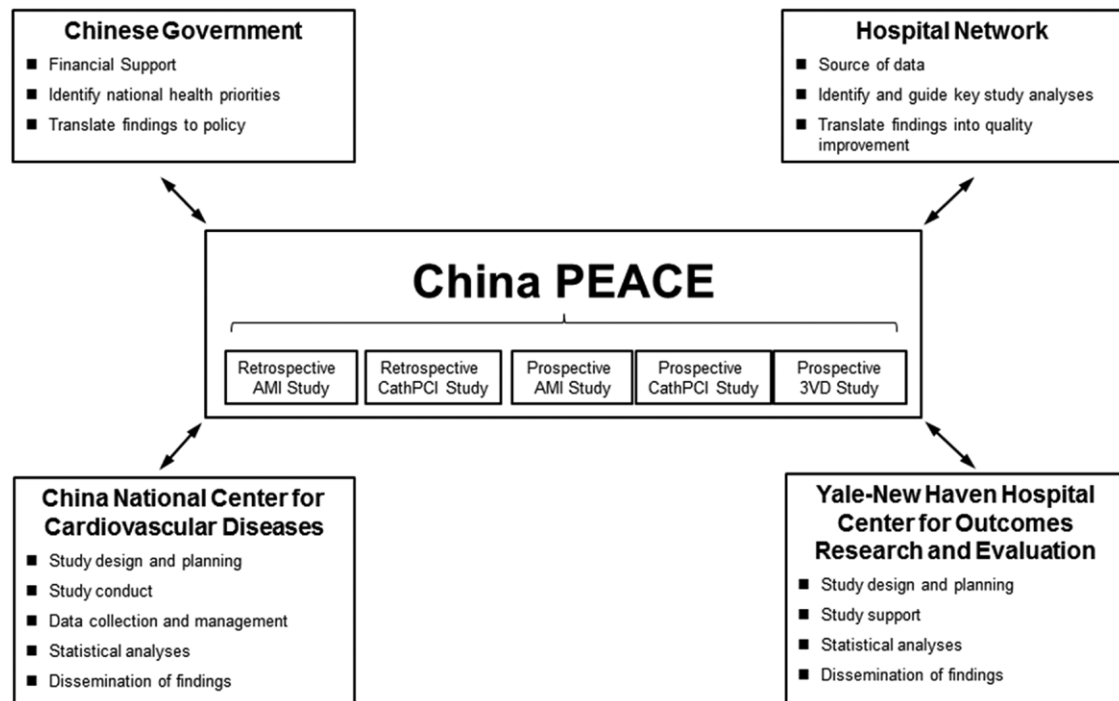 Chinese Government
■ Financial Support
■ Identify national health priorities
■ Translate findings to policy
Hospital Network
■ Source of data
■ Identify and guide key study analyses
■ Translate findings into quality
improvement
China PEACE
Retrospective
AMI Study
Retrospective
CathPCI Study
Prospective
AMI Study
Prospective
CathPCI Study
Prospective
3VD Study
China National Center for
Cardiovascular Diseases
■ Study design and planning
■ Study conduct
■ Data collection and management
■ Statistical analyses
■ Dissemination of findings
Yale-New Haven Hospital
Center for Outcomes
Research and Evaluation
■ Study design and planning
■ Study support
■ Statistical analyses
■ Dissemination of findings